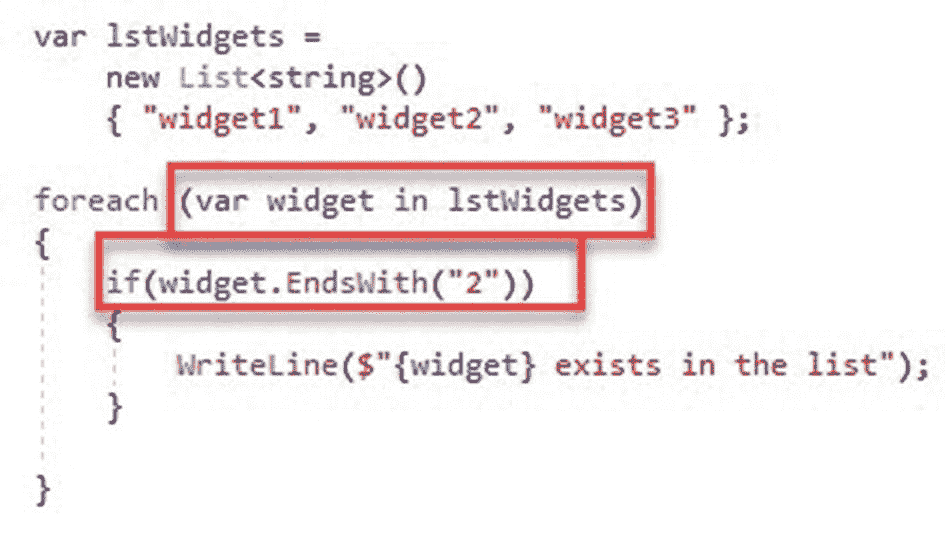 var lstWidgets =
new List<string>()
{ "widget1", "widget2", "widget3" };
foreach (var widget in lstWidgets)
{
if(widget.EndsWith("2"))
{
WriteLine($"{widget} exists in the list");
}
}